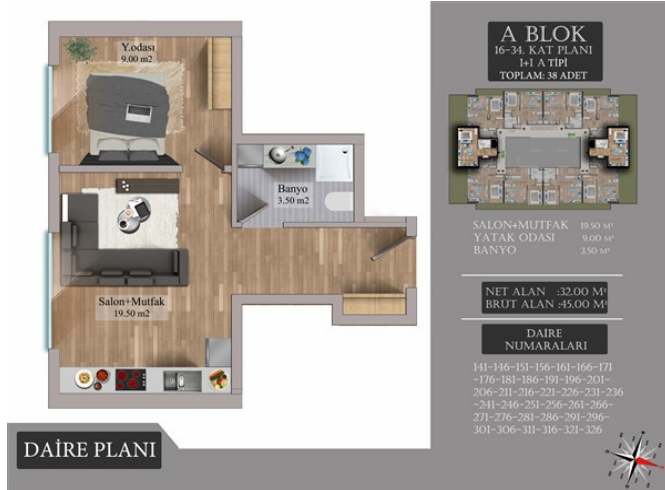 Y.odası
9.00 m2
Banyo
3.50 m2
Salon+Mutfak
19.50 m2
DAİRE PLANI
A BLOK
16-34. KAT PLANI
1+1 A TİPİ
TOPLAM: 38 ADET
SALON+MUTFAK 19.50 M²
YATAK ODASI 9.00 M²
BANYO 3.50 M²
NET ALAN :32.00 M²
BRÜT ALAN :45.00 M²
DAİRE
NUMARALARI
141-146-151-156-161-166-171
-176-181-186-191-196-201-
206-211-216-221-226-231-236
-241-246-251-256-261-266-
271-276-281-286-291-296-
301-306-311-316-321-326